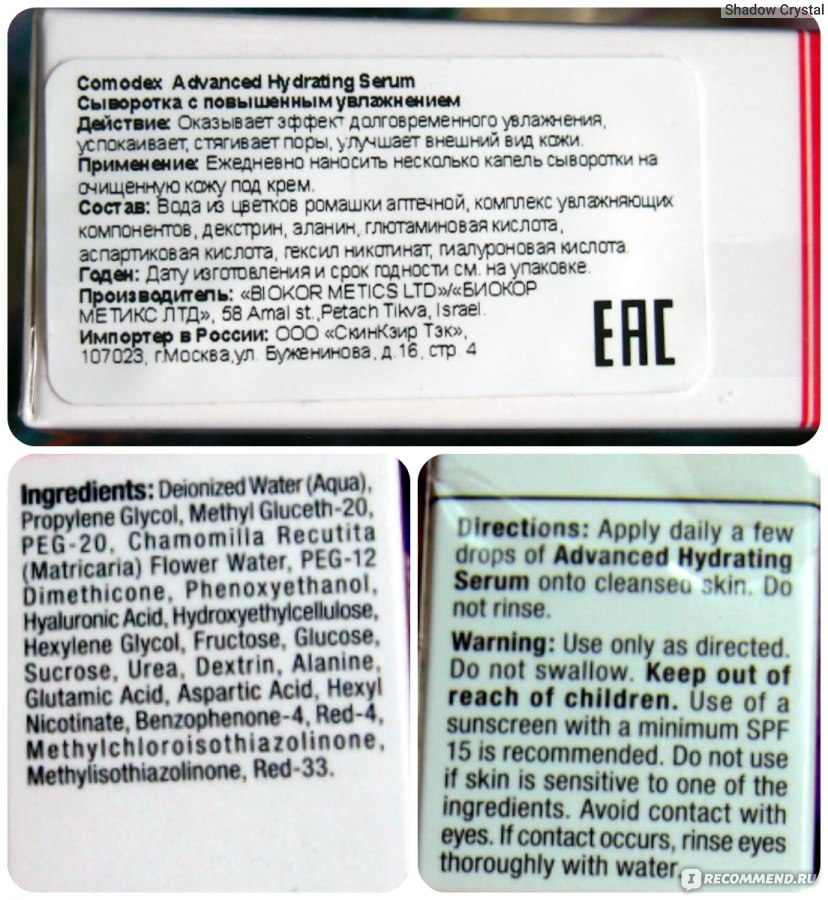 Shadow Crystal
Comodex Advanced Hydrating Serum
Сыворотка с повышенным увлажнением
Действие: Оказывает эффект долговременного увлажнения,
успокаивает, стягивает поры, улучшает внешний вид кожи.
Применение: Ежедневно наносить несколько капель сыворотки на
очищенную кожу под крем.
Состав: Вода из цветков ромашки аптечной, комплекс увлажняющих
компонентов, декстрин, аланин, глютаминовая кислота,
аспартиковая кислота, гексил никотинат, гиалуроновая кислота.
Годен: Дату изготовления и срок годности см. на упаковке.
Производитель: «BIOKOR METICS LTD»/«БИОКОР
МЕТИКС ЛТД», 58 Amal st.,Petach Tikva, Israel.
Импортер в России: ООО «СкинКэир Тэк»,
107023, г.Москва,ул. Буженинова, д.16, стр. 4
EAC
Ingredients: Deionized Water (Aqua),
Propylene Glycol, Methyl Gluceth-20,
PEG-20, Chamomilla Recutita
(Matricaria) Flower Water, PEG-12
Dimethicone, Phenoxyethanol,
Hyaluronic Acid, Hydroxyethylcellulose,
Hexylene Glycol, Fructose, Glucose,
Sucrose, Urea, Dextrin, Alanine,
Glutamic Acid, Aspartic Acid, Hexyl
Nicotinate, Benzophenone-4, Red-4,
Methylchloroisothiazolinone,
Methylisothiazolinone, Red-33.
Directions: Apply daily a few
drops of Advanced Hydrating
Serum onto cleansed skin. Do
not rinse.
Warning: Use only as directed.
Do not swallow. Keep out of
reach of children. Use of a
sunscreen with a minimum SPF
15 is recommended. Do not use
if skin is sensitive to one of the
ingredients. Avoid contact with
eyes. If contact occurs, rinse eyes
thoroughly with water.
I RECOMMEND.RU